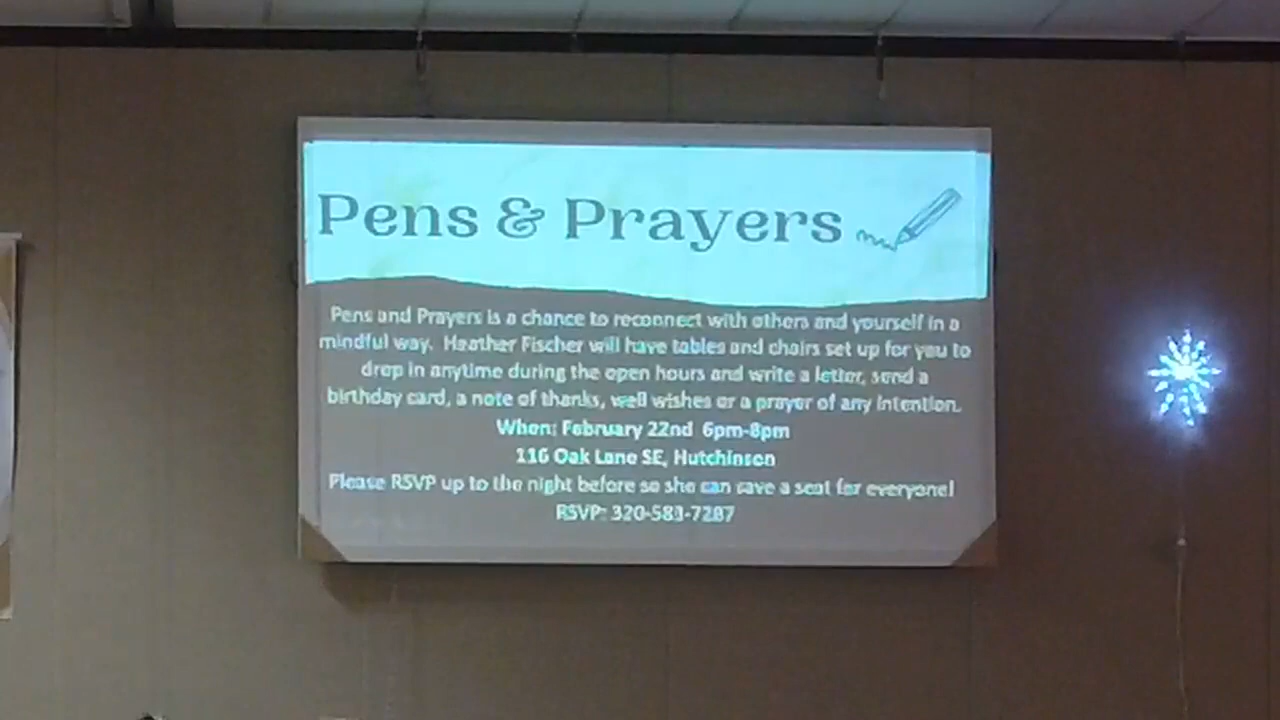 Pens & Prayers
Pens and Prayers is a chance to reconnect with others and yourself in a
mindful way. Heather Fischer will have tables and chairs set up for you to
drop in anytime during the open hours and write a letter, send a
birthday card, a note of thanks, well wishes or a prayer of any intention.
When: February 22nd 6pm-8pm
116 Oak Lane SE, Hutchinson
Please RSVP up to the night before so she can save a seat for everyone!
RSVP: